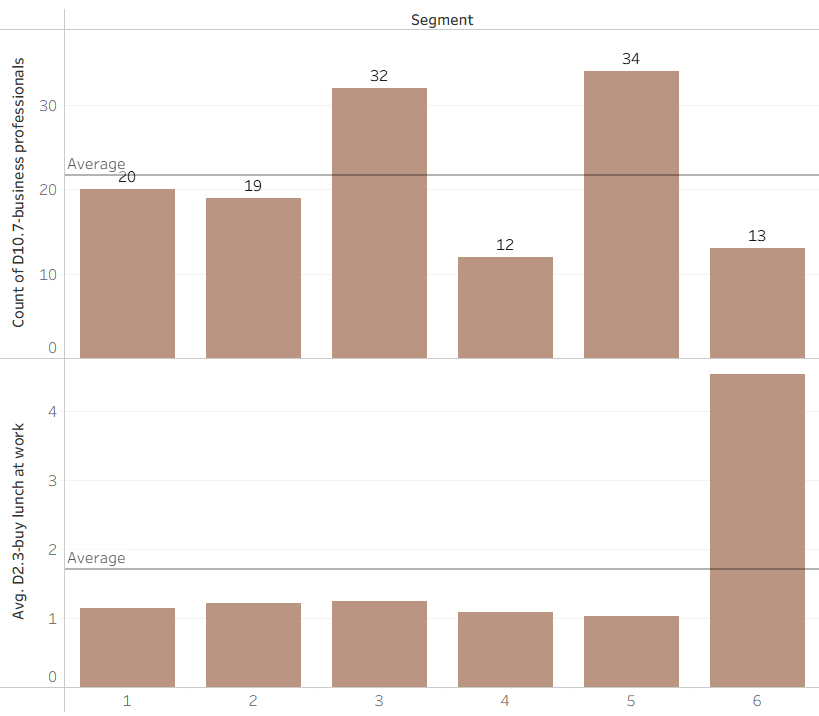 Segment
Count of D10.7-business professionals
30
20
10
0
Average
20
19
32
12
34
13
Avg. D2.3-buy lunch at work
4
3
2
1
0
Average
1 2 3 4 5 6